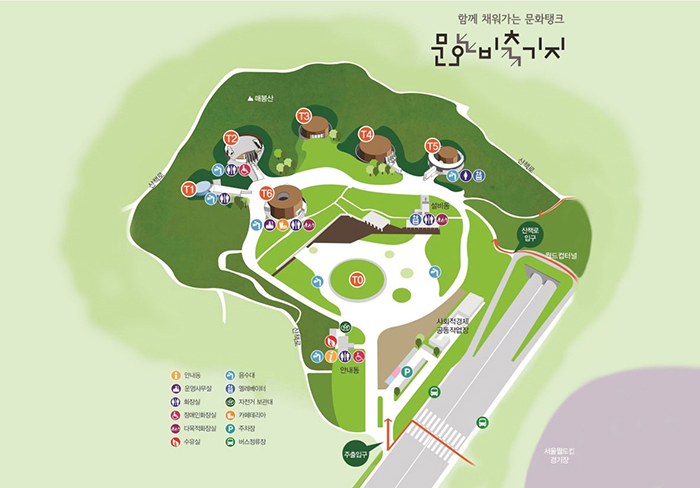 함께 채워가는 문화탱크
문화비축기지
매봉산
T3
T2
T4
T5
산책로
산책로
T1
T6
설비동
산책로
입구
월드컵터널
T0
산책로
사회적경제
공동작업장
안내동
P
안내동
음수대
운영사무실
엘레베이터
화장실
자전거 보관대
장애인화장실
카페테리아
다목적화장실
P
주차장
수유실
버스정류장
주출입구
서울월드컵
경기장